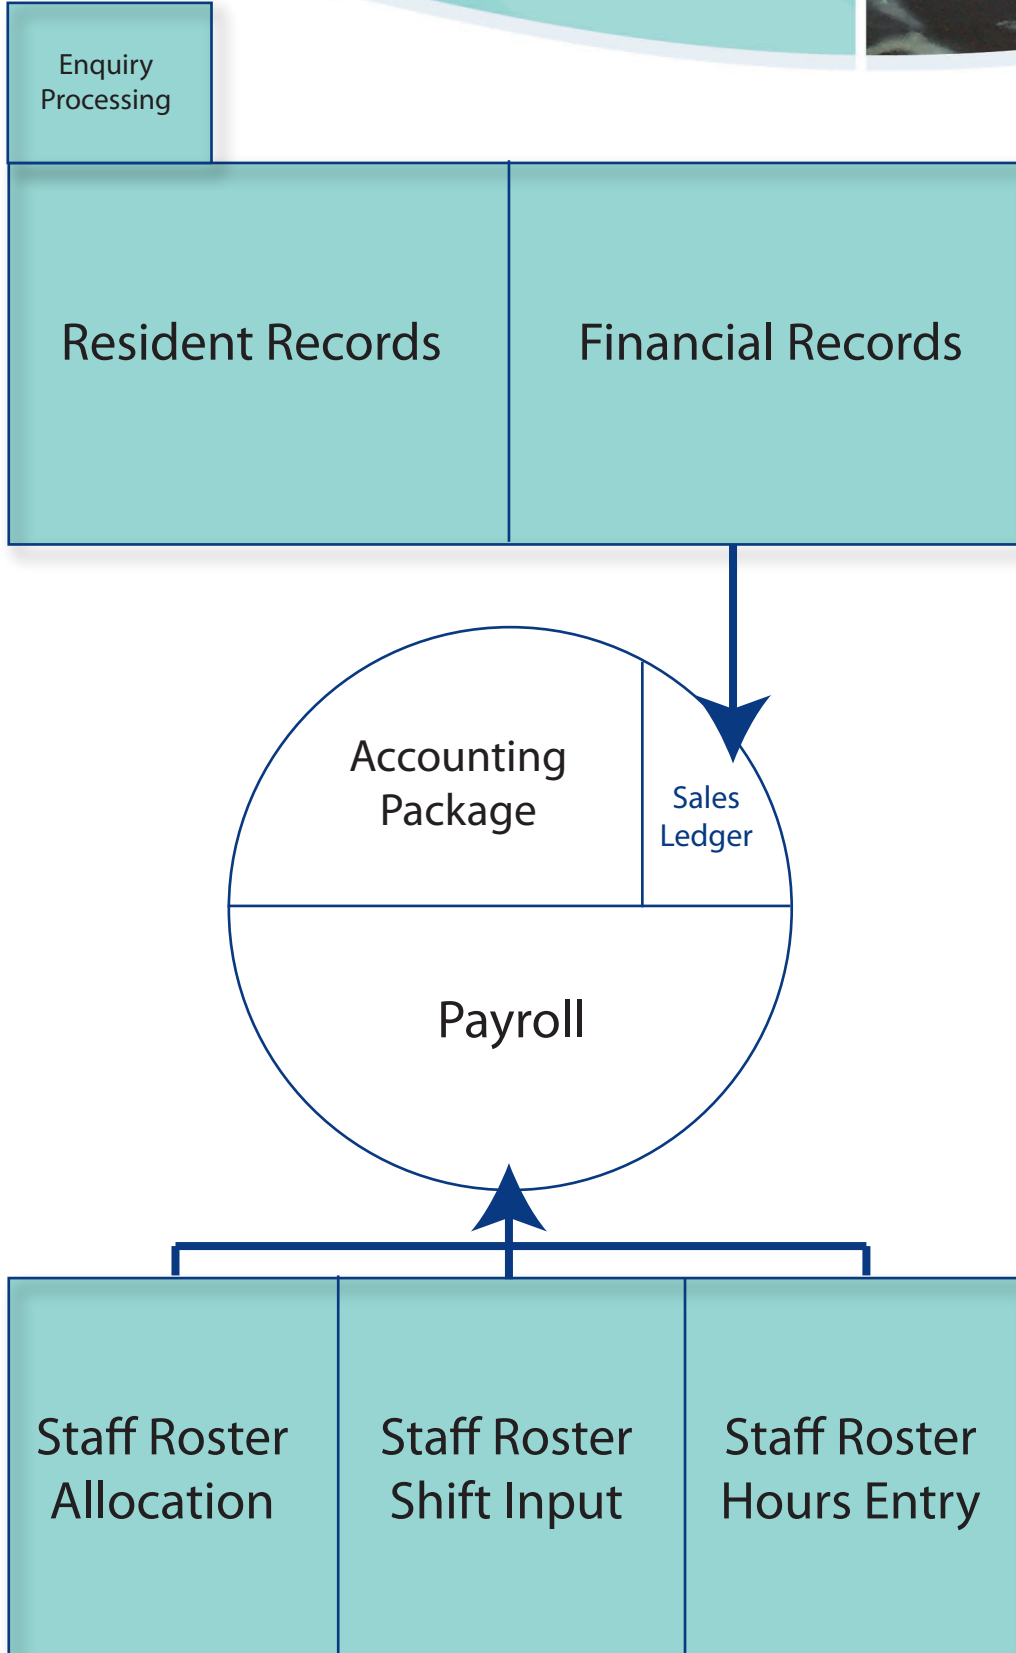 Enquiry
Processing
Resident Records
Financial Records
Accounting
Package
Sales
Ledger
Payroll
Staff Roster
Allocation
Staff Roster
Shift Input
Staff Roster
Hours Entry